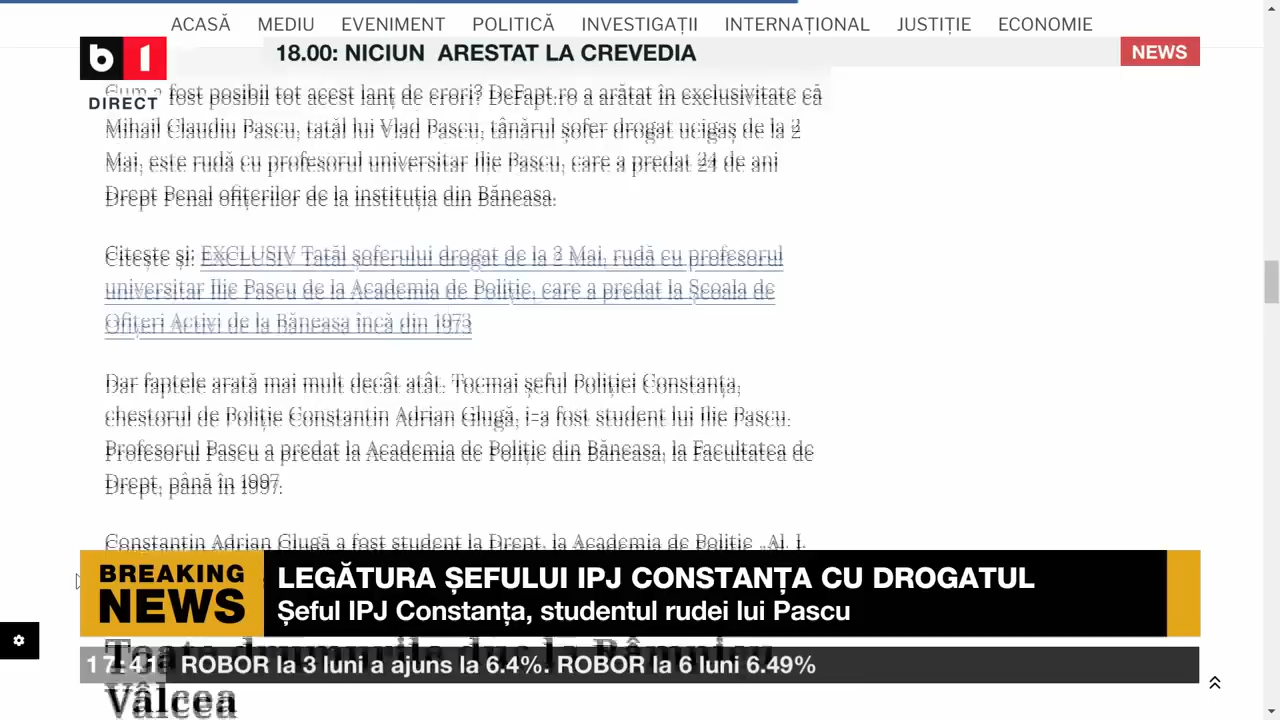 ACASĂ MEDIU EVENIMENT POLITICĂ INVESTIGAȚII INTERNAȚIONAL JUSTIȚIE ECONOMIE
b1
18.00: NICIUN ARESTAT LA CREVEDIA
NEWS
DIRECT
Cum a fost posibil tot acest lanț de erori? DeFapt.ro a arătat în exclusivitate că
Mihail Claudiu Pascu, tatăl lui Vlad Pascu, tânărul șofer drogat ucigaș de la 2
Mai, este rudă cu profesorul universitar Ilie Pascu, care a predat 24 de ani
Drept Penal ofițerilor de la instituția din Băneasa.
Citește și: EXCLUSIV Tatăl șoferului drogat de la 2 Mai, rudă cu profesorul
universitar Ilie Pascu de la Academia de Poliție, care a predat la Școala de
Ofițeri Activi de la Băneasa încă din 1973
Dar faptele arată mai mult decât atât. Tocmai șeful Poliției Constanța,
chestorul de Poliție Constantin Adrian Glugă, i-a fost student lui Ilie Pascu.
Profesorul Pascu a predat la Academia de Poliție din Băneasa, la Facultatea de
Drept, până în 1997.
Constantin Adrian Glugă a fost student la Drept, la Academia de Poliție „Al. I.
BREAKING
NEWS
LEGĂTURA ȘEFULUI IPJ CONSTANȚA CU DROGATUL
Șeful IPJ Constanța, studentul rudei lui Pascu
Toate drumurile duc la Râmnicu
17:41 ROBOR la 3 luni a ajuns la 6.4%. ROBOR la 6 luni 6.49%
Vâlcea